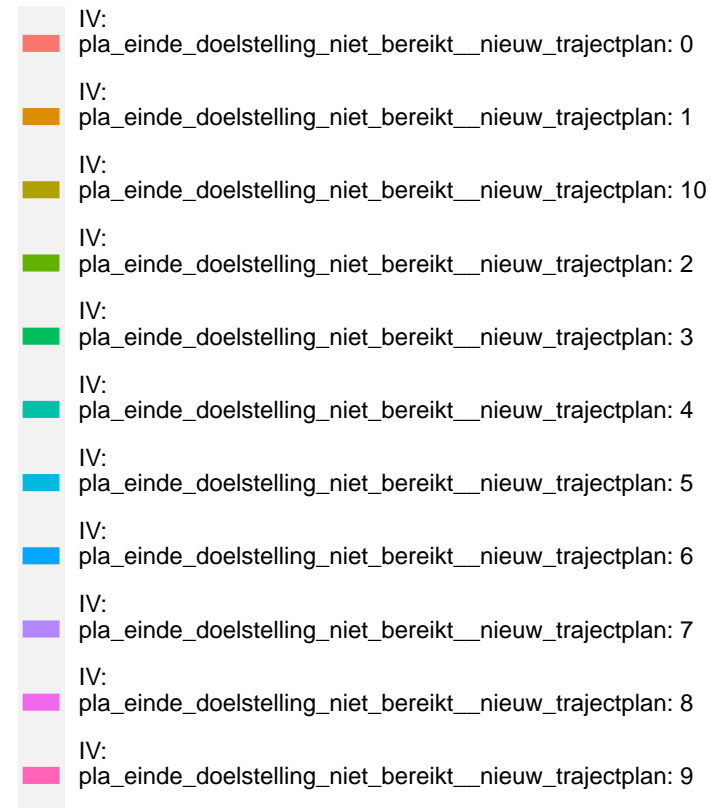 IV:
pla_einde_doelstelling_niet_bereikt__nieuw_trajectplan: 0
IV:
pla_einde_doelstelling_niet_bereikt__nieuw_trajectplan: 1
IV:
pla_einde_doelstelling_niet_bereikt__nieuw_trajectplan: 10
IV:
pla_einde_doelstelling_niet_bereikt__nieuw_trajectplan: 2
IV:
pla_einde_doelstelling_niet_bereikt__nieuw_trajectplan: 3
IV:
pla_einde_doelstelling_niet_bereikt__nieuw_trajectplan: 4
IV:
pla_einde_doelstelling_niet_bereikt__nieuw_trajectplan: 5
IV:
pla_einde_doelstelling_niet_bereikt__nieuw_trajectplan: 6
IV:
pla_einde_doelstelling_niet_bereikt__nieuw_trajectplan: 7
IV:
pla_einde_doelstelling_niet_bereikt__nieuw_trajectplan: 8
IV:
pla_einde_doelstelling_niet_bereikt__nieuw_trajectplan: 9